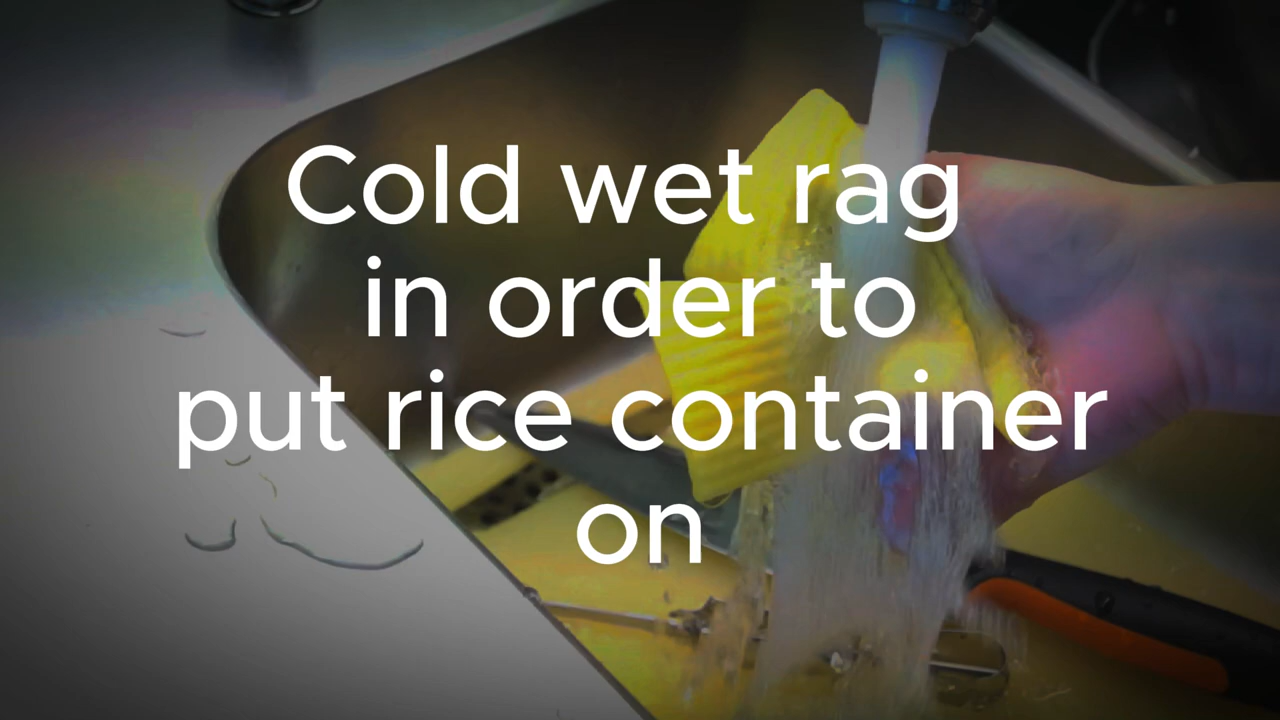 Cold wet rag
in order to
put rice container
on